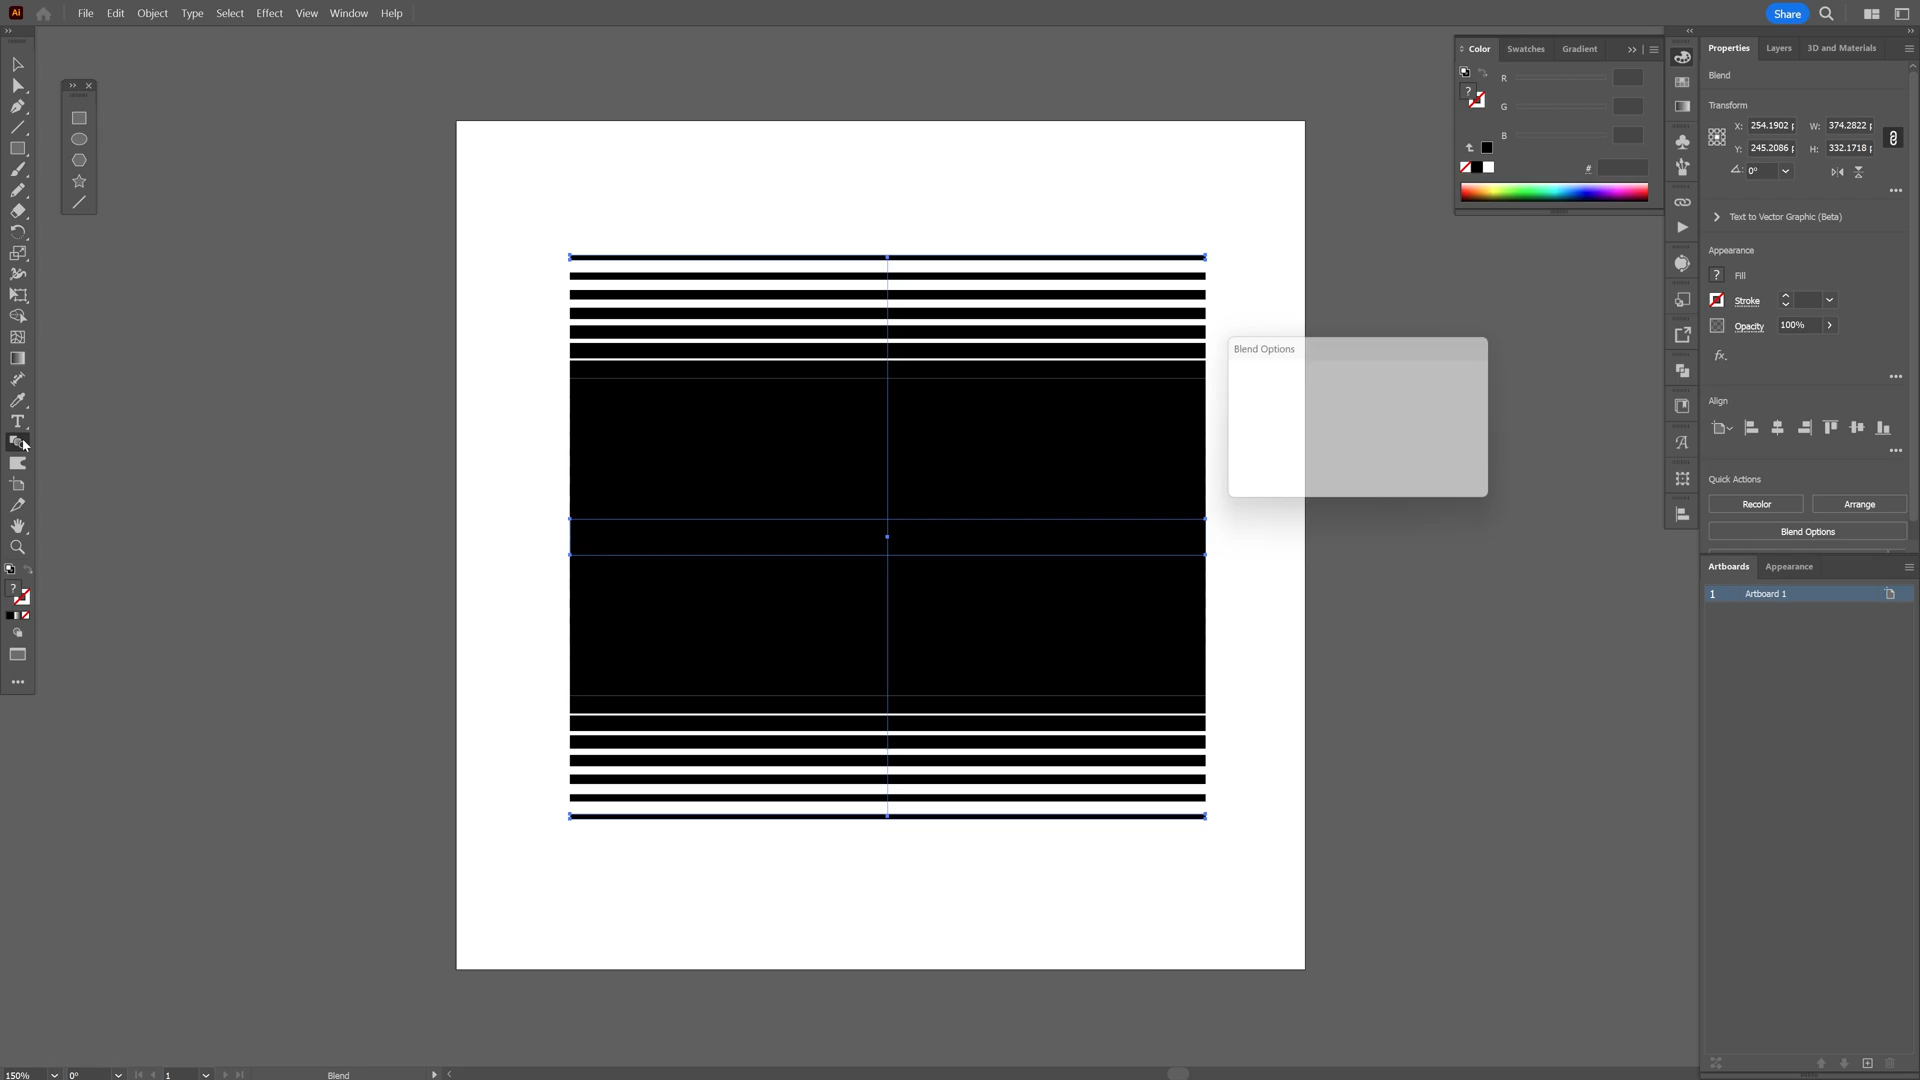 Ai File Edit Object Type Select Effect View Window Help Share
Color Swatches Gradient
R
G
B
#
Properties Layers 3D and Materials
Blend
Transform
X: 254.1902 p W: 374.2822 p
Y: 245.2086 p H: 332.1718 p
0°
Text to Vector Graphic (Beta)
Appearance
? Fill
Stroke
Opacity 100%
fx.
Align
Quick Actions
Recolor Arrange
Blend Options
Artboards Appearance
1 Artboard 1
Blend Options
T
?
150% 0° 1 Blend